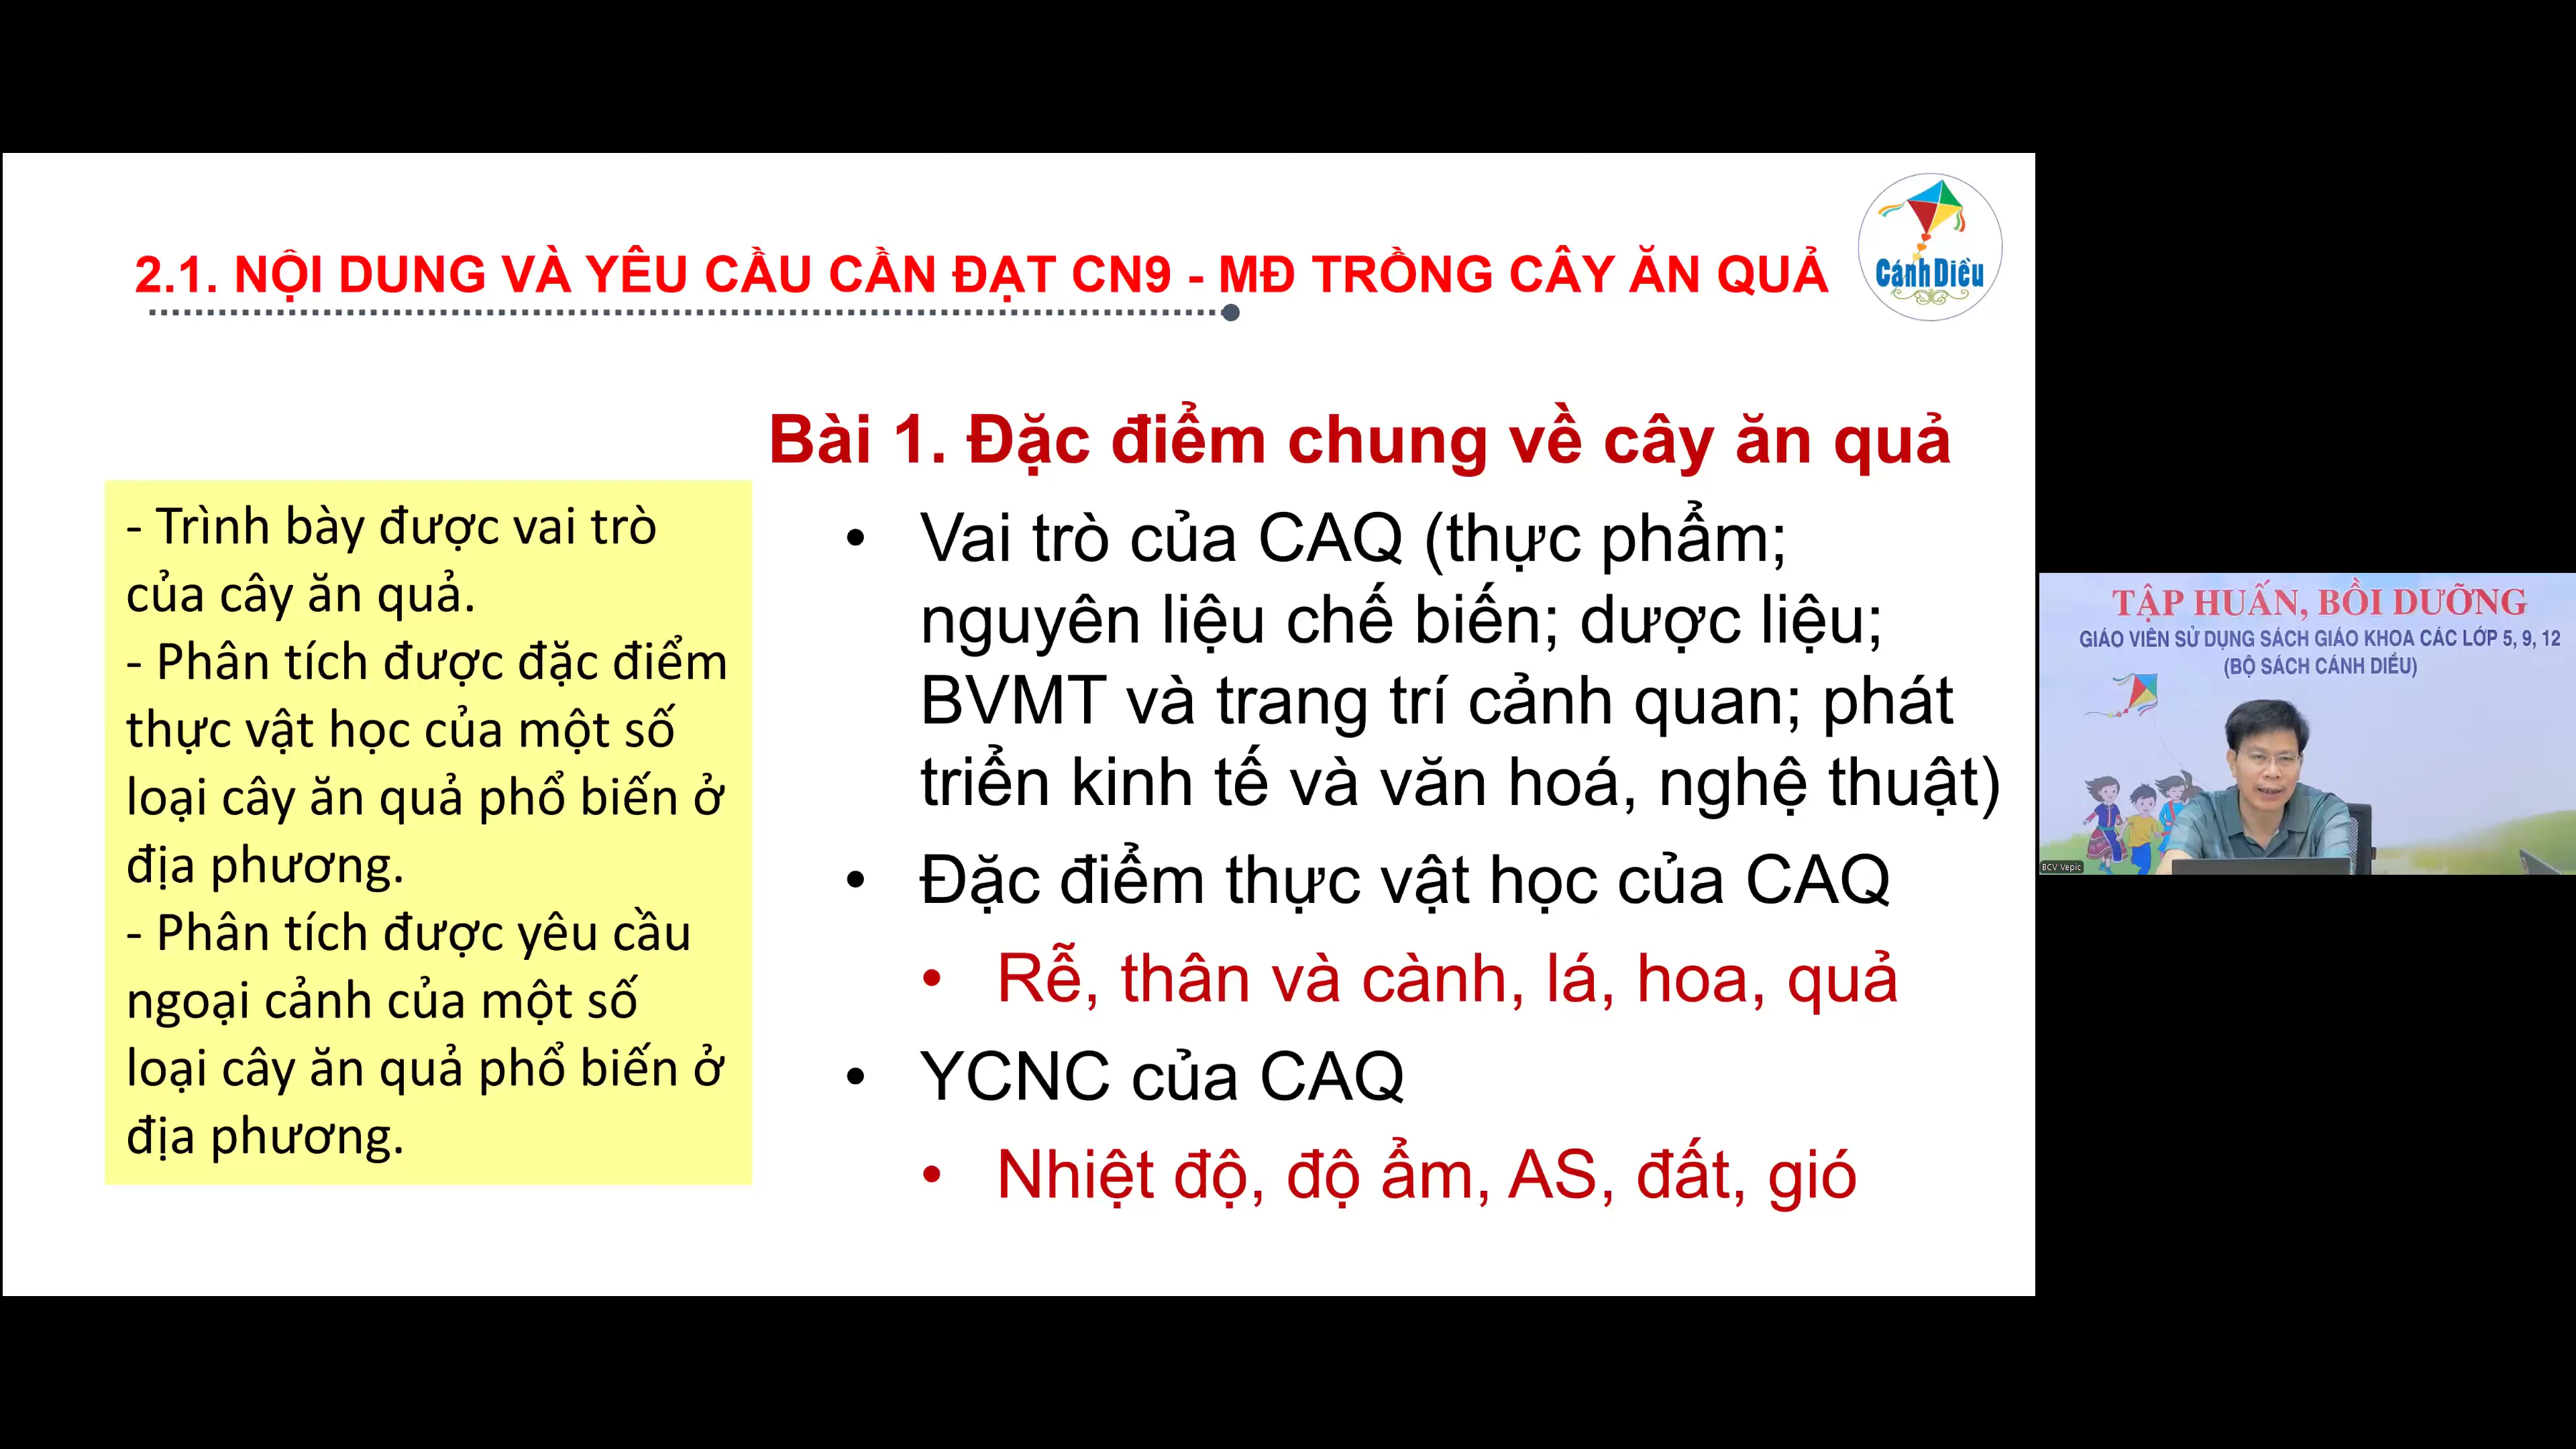 2.1. NỘI DUNG VÀ YÊU CẦU CẦN ĐẠT CN9 - MĐ TRỒNG CÂY ĂN QUẢ
Cánh Diều
- Trình bày được vai trò
của cây ăn quả.
- Phân tích được đặc điểm
thực vật học của một số
loại cây ăn quả phổ biến ở
địa phương.
- Phân tích được yêu cầu
ngoại cảnh của một số
loại cây ăn quả phổ biến ở
địa phương.
Bài 1. Đặc điểm chung về cây ăn quả
• Vai trò của CAQ (thực phẩm;
nguyên liệu chế biến; dược liệu;
BVMT và trang trí cảnh quan; phát
triển kinh tế và văn hoá, nghệ thuật)
• Đặc điểm thực vật học của CAQ
• Rễ, thân và cành, lá, hoa, quả
• YCNC của CAQ
• Nhiệt độ, độ ẩm, AS, đất, gió
TẬP HUẤN, BỒI DƯỠNG
GIÁO VIÊN SỬ DỤNG SÁCH GIÁO KHOA CÁC LỚP 5, 9, 12
(BỘ SÁCH CÁNH DIỀU)
BCV Vepic